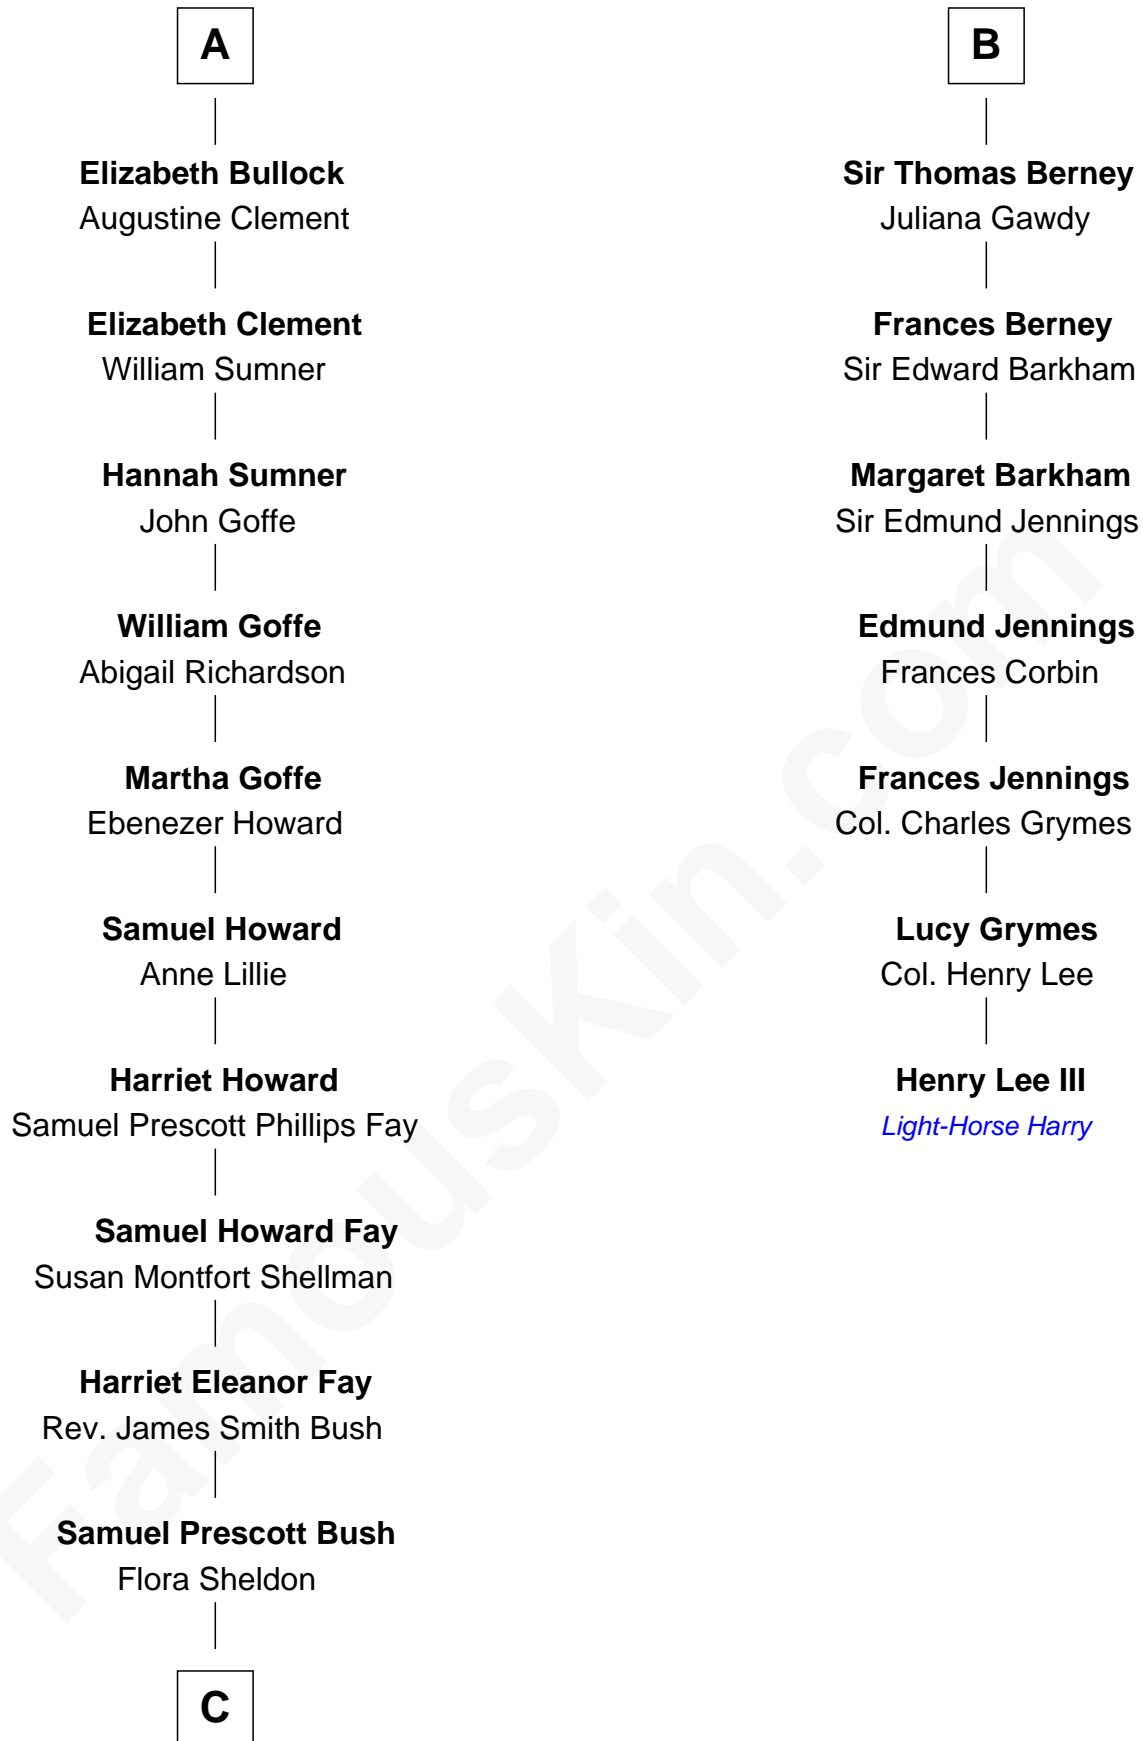 A
Elizabeth Bullock
Augustine Clement
Elizabeth Clement
William Sumner
Hannah Sumner
John Goffe
William Goffe
Abigail Richardson
Martha Goffe
Ebenezer Howard
Samuel Howard
Anne Lillie
Harriet Howard
Samuel Prescott Phillips Fay
Samuel Howard Fay
Susan Montfort Shellman
Harriet Eleanor Fay
Rev. James Smith Bush
Samuel Prescott Bush
Flora Sheldon
C
B
Sir Thomas Berney
Juliana Gawdy
Frances Berney
Sir Edward Barkham
Margaret Barkham
Sir Edmund Jennings
Edmund Jennings
Frances Corbin
Frances Jennings
Col. Charles Grymes
Lucy Grymes
Col. Henry Lee
Henry Lee III
Light-Horse Harry
FamousKin.com